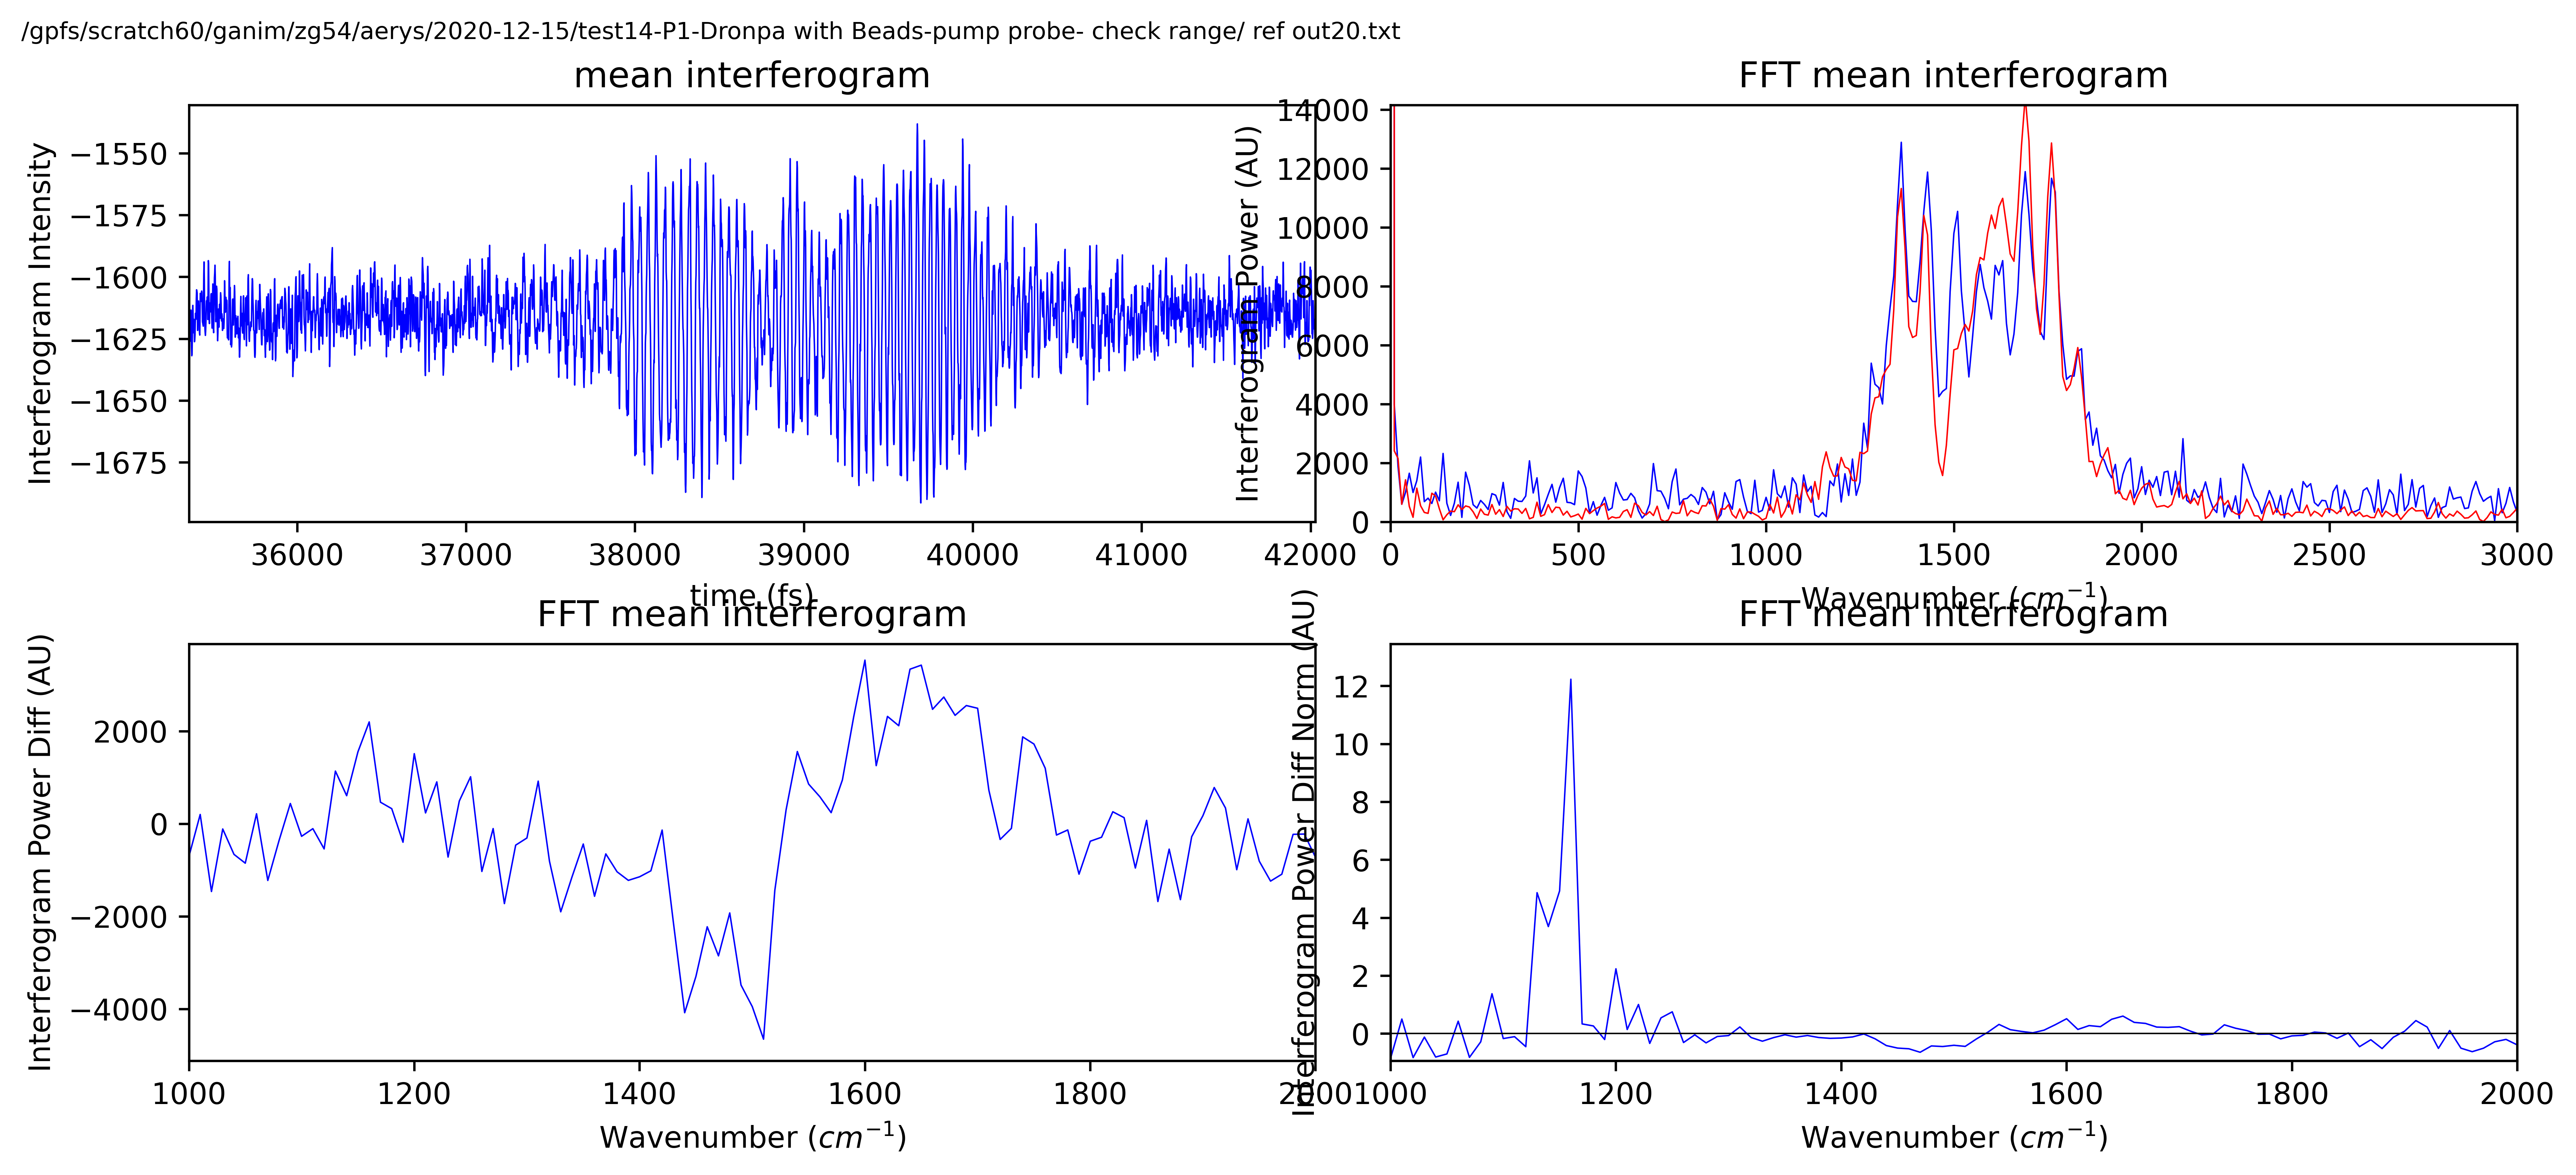 /gpfs/scratch60/ganim/zg54/aerys/2020-12-15/test14-P1-Dronpa with Beads-pump probe- check range/ ref out20.txt
mean interferogram
Interferogram Intensity
−1550
−1575
−1600
−1625
−1650
−1675
36000 37000 38000 39000 40000 41000 42000
time (fs)
FFT mean interferogram
Interferogram Power (AU)
14000
12000
10000
8000
6000
4000
2000
0
0 500 1000 1500 2000 2500 3000
Wavenumber (cm⁻¹)
FFT mean interferogram
Interferogram Power Diff (AU)
2000
0
−2000
−4000
1000 1200 1400 1600 1800 2000
Wavenumber (cm⁻¹)
FFT mean interferogram
Interferogram Power Diff Norm (AU)
12
10
8
6
4
2
0
1000 1200 1400 1600 1800 2000
Wavenumber (cm⁻¹)